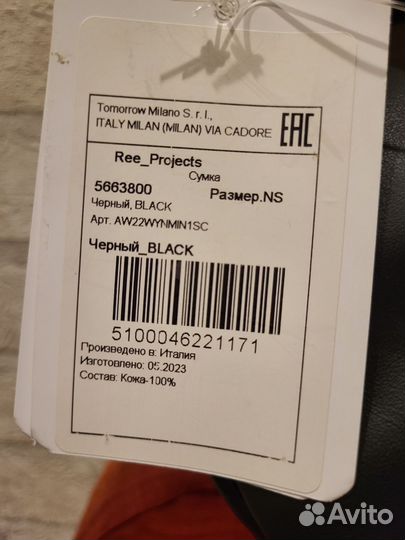 Tomorrow Milano S. r. l.,
ITALY MILAN (MILAN) VIA CADORE
EAC
Ree_Projects
Сумка
5663800 Размер.NS
Черный, BLACK
Арт. AW22WYNMIN1SC
Черный_BLACK
5100046221171
Произведено в: Италия
Изготовлено: 05.2023
Состав: Кожа-100%
Avito